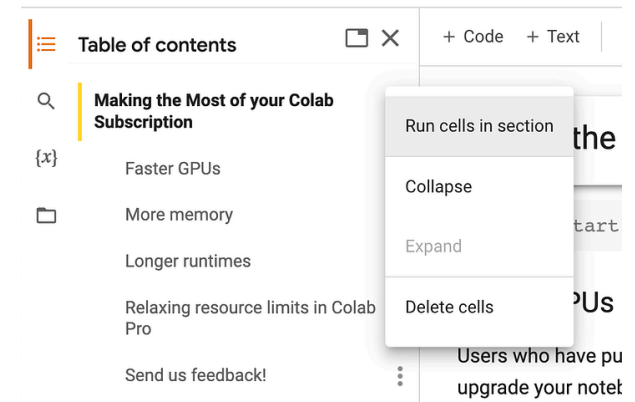 Table of contents
+ Code + Text
Making the Most of your Colab
Subscription
{x}
Faster GPUs
More memory
Longer runtimes
Relaxing resource limits in Colab
Pro
Send us feedback!
Run cells in section
Collapse
Expand
Delete cells
the
tart
PUs
Users who have pu
upgrade your noteb